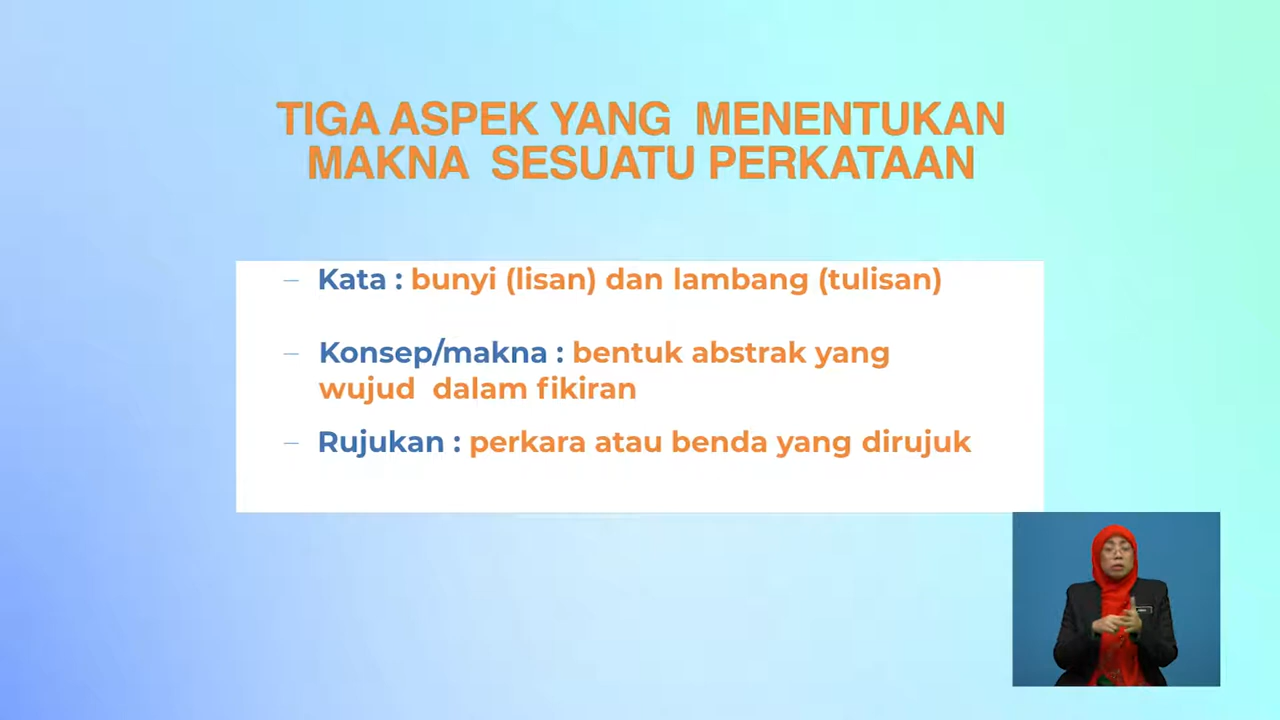 TIGA ASPEK YANG MENENTUKAN
MAKNA SESUATU PERKATAAN
– Kata : bunyi (lisan) dan lambang (tulisan)
– Konsep/makna : bentuk abstrak yang
wujud dalam fikiran
– Rujukan : perkara atau benda yang dirujuk